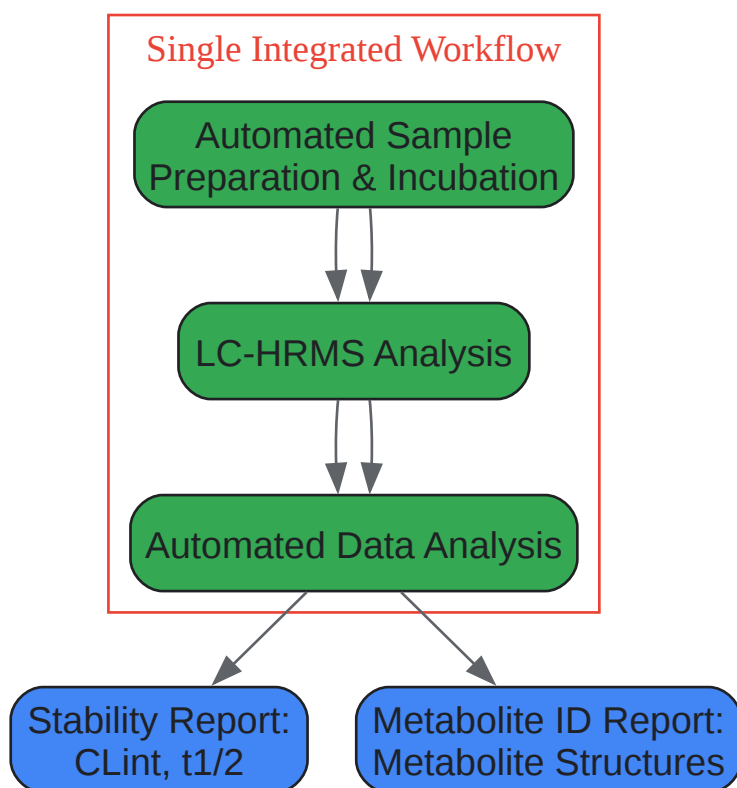 Single Integrated Workflow
Automated Sample
Preparation & Incubation
LC-HRMS Analysis
Automated Data Analysis
Stability Report:
CLint, t1/2
Metabolite ID Report:
Metabolite Structures